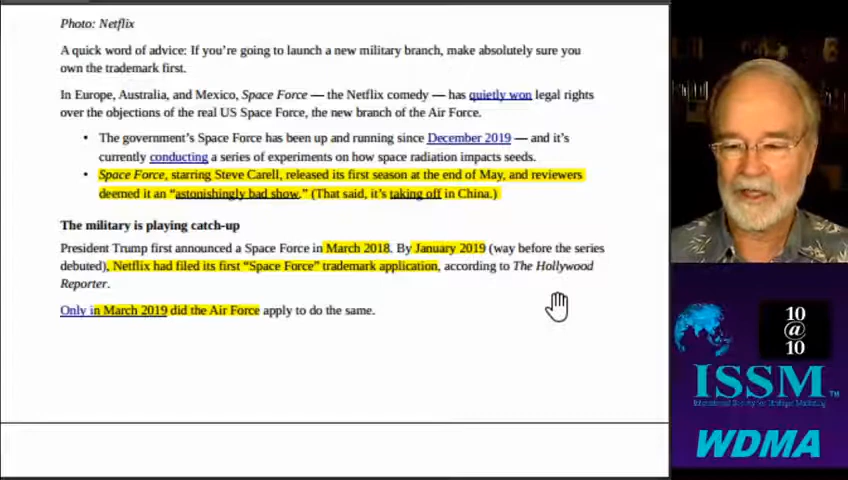 Photo: Netflix
A quick word of advice: If you're going to launch a new military branch, make absolutely sure you
own the trademark first.
In Europe, Australia, and Mexico, Space Force — the Netflix comedy — has quietly won legal rights
over the objections of the real US Space Force, the new branch of the Air Force.
• The government's Space Force has been up and running since December 2019 — and it's
currently conducting a series of experiments on how space radiation impacts seeds.
• Space Force, starring Steve Carell, released its first season at the end of May, and reviewers
deemed it an "astonishingly bad show." (That said, it's taking off in China.)
The military is playing catch-up
President Trump first announced a Space Force in March 2018. By January 2019 (way before the series
debuted), Netflix had filed its first "Space Force" trademark application, according to The Hollywood
Reporter.
Only in March 2019 did the Air Force apply to do the same.
10
@
10
ISSM™
WDMA